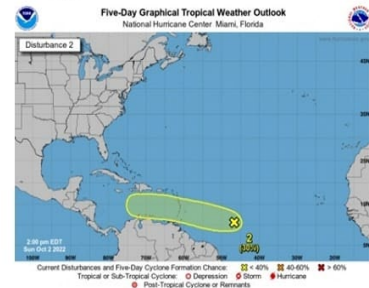 Five-Day Graphical Tropical Weather Outlook
National Hurricane Center Miami, Florida
Disturbance 2
2
(30%)
2:00 pm EDT
Sun Oct 2 2022
Current Disturbances and Five-Day Cyclone Formation Chance: < 40% 40-60% > 60%
Tropical or Sub-Tropical Cyclone: Depression Storm Hurricane
Post-Tropical Cyclone or Remnants